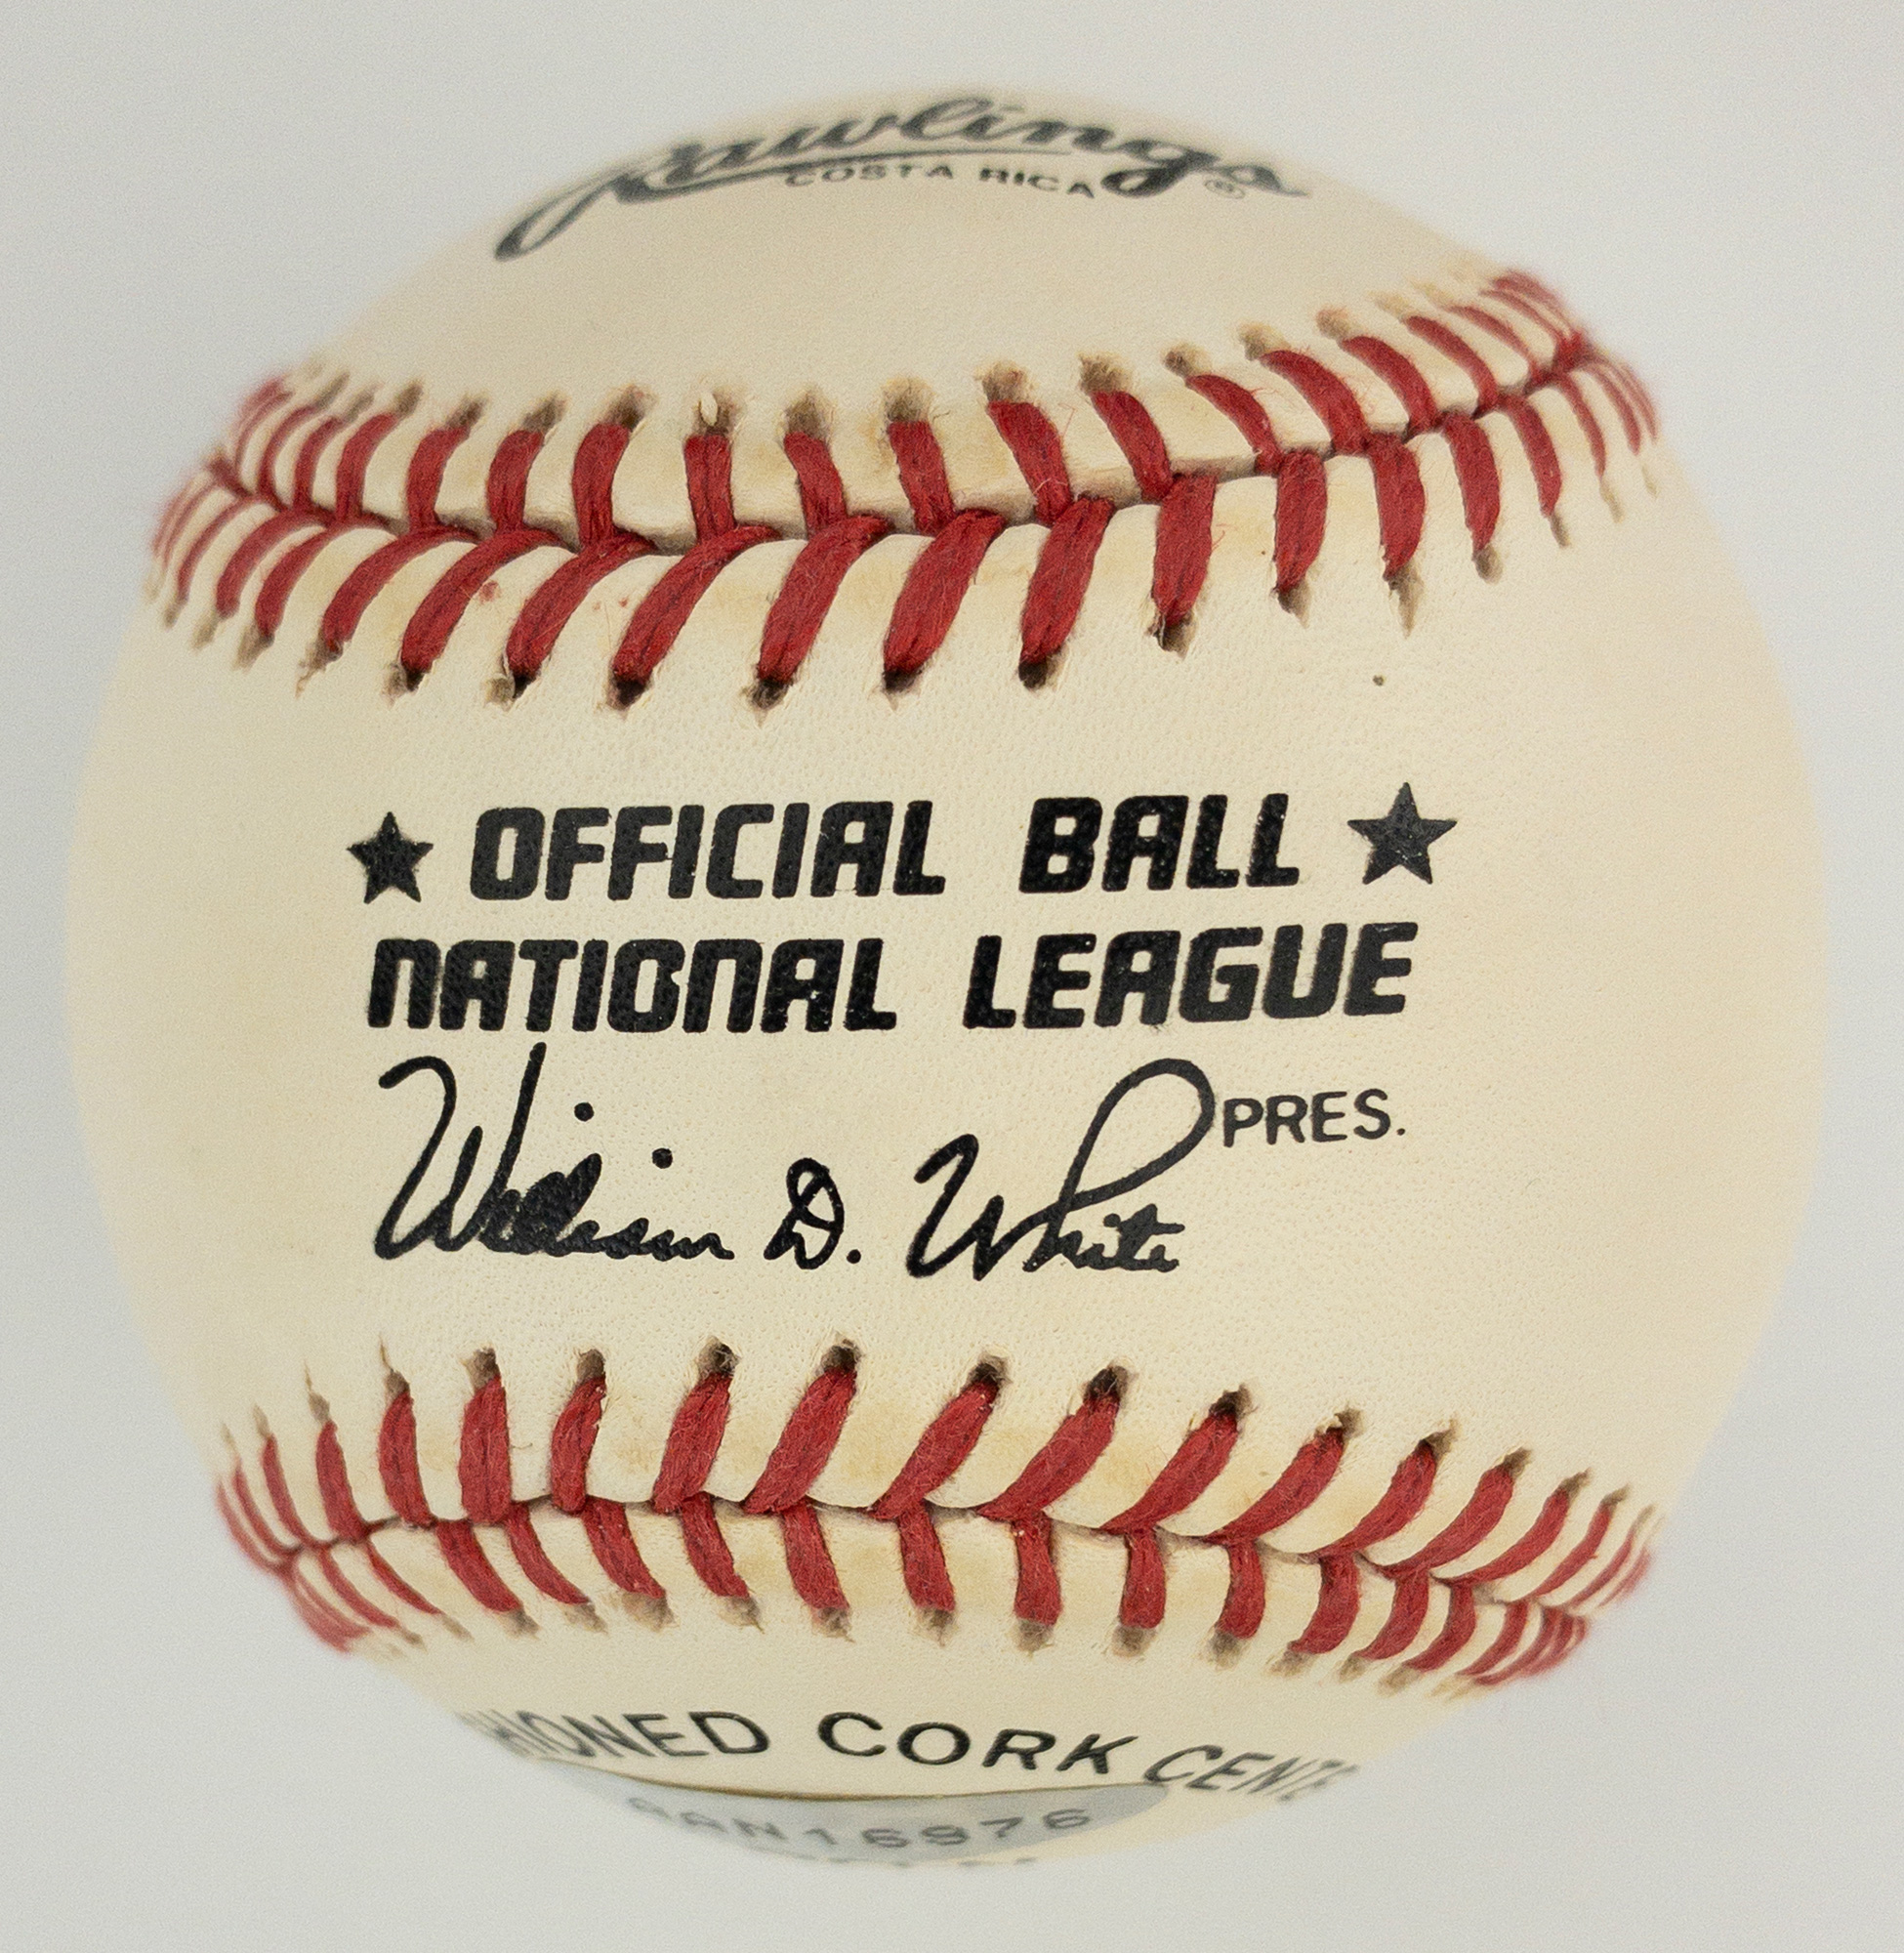 Rawlings®
COSTA RICA
★ OFFICIAL BALL ★
NATIONAL LEAGUE
William D. White PRES.
CORK